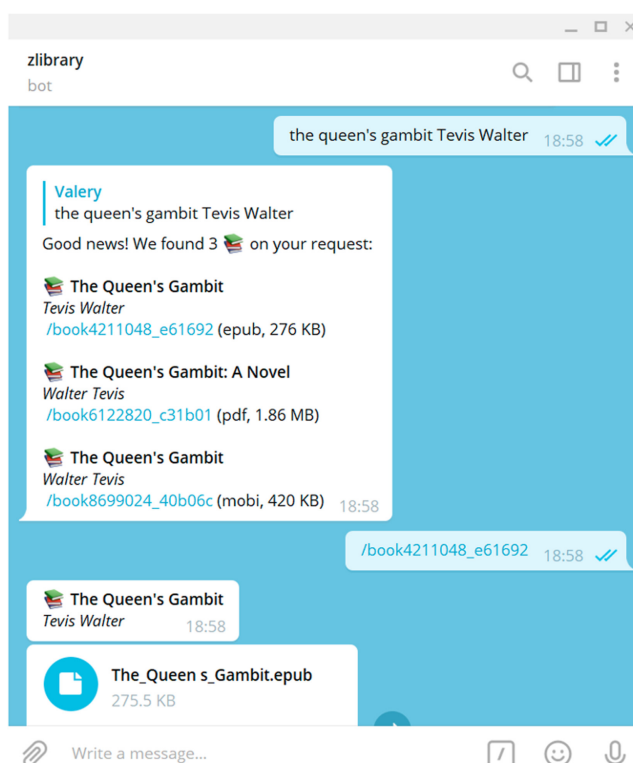 zlibrary
bot
the queen's gambit Tevis Walter 18:58
Valery
the queen's gambit Tevis Walter
Good news! We found 3 📚 on your request:
📚 The Queen's Gambit
Tevis Walter
/book4211048_e61692 (epub, 276 KB)
📚 The Queen's Gambit: A Novel
Walter Tevis
/book6122820_c31b01 (pdf, 1.86 MB)
📚 The Queen's Gambit
Walter Tevis
/book8699024_40b06c (mobi, 420 KB) 18:58
/book4211048_e61692 18:58
📚 The Queen's Gambit
Tevis Walter 18:58
The_Queen s_Gambit.epub
275.5 KB
Write a message...